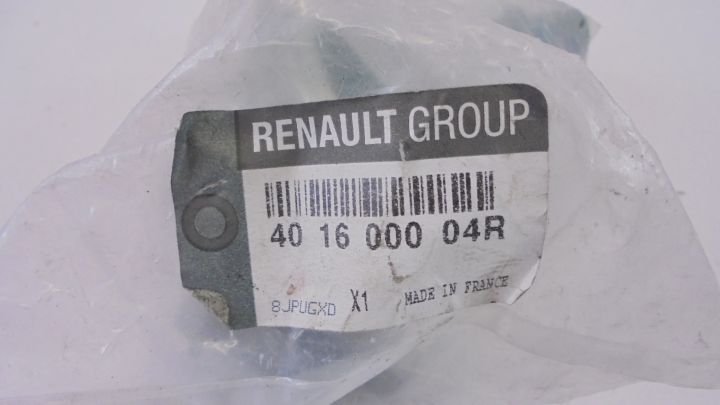 RENAULT GROUP
40 16 000 04R
8JPUGXD X1 MADE IN FRANCE